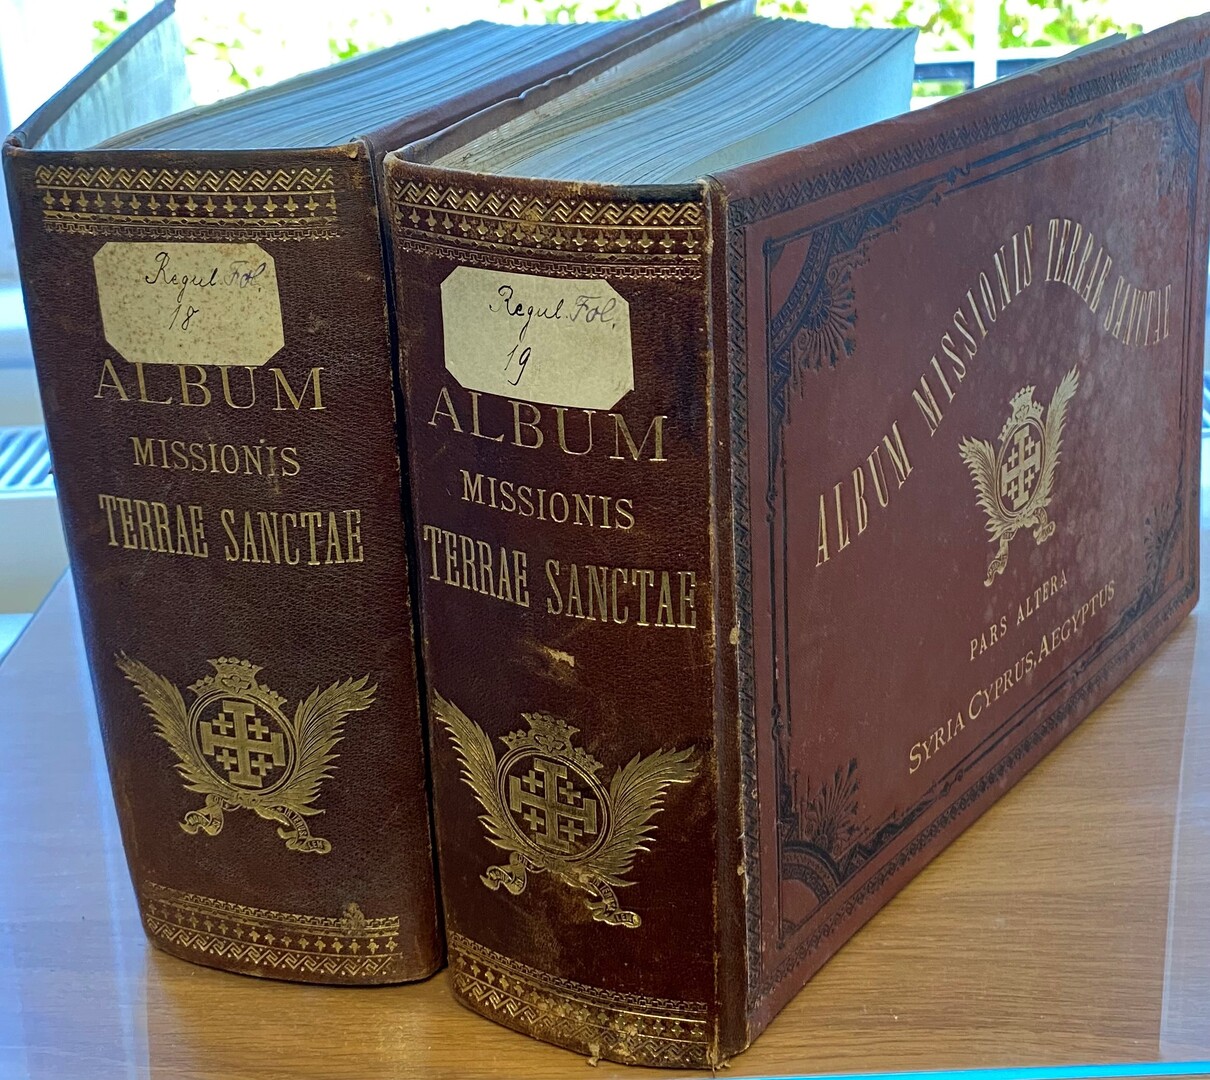 Regul. Fol.
18
ALBUM
MISSIONIS
TERRAE SANCTAE
Regul. Fol.
19
ALBUM
MISSIONIS
TERRAE SANCTAE
ALBUM MISSIONIS TERRAE SANCTAE
PARS ALTERA
SYRIA CYPRUS, AEGYPTUS